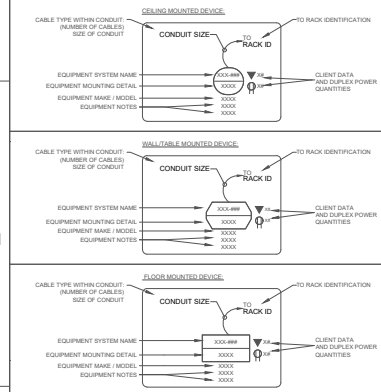 CEILING MOUNTED DEVICE:
CABLE TYPE WITHIN CONDUIT:
(NUMBER OF CABLES)
SIZE OF CONDUIT
CONDUIT SIZE
TO
RACK ID
TO RACK IDENTIFICATION
EQUIPMENT SYSTEM NAME
EQUIPMENT MOUNTING DETAIL
EQUIPMENT MAKE / MODEL
EQUIPMENT NOTES
XXX-###
XXXX
XXXX
XXXX
XXXX
X#
X#
CLIENT DATA
AND DUPLEX POWER
QUANTITIES
WALL/TABLE MOUNTED DEVICE:
CABLE TYPE WITHIN CONDUIT:
(NUMBER OF CABLES)
SIZE OF CONDUIT
CONDUIT SIZE
TO
RACK ID
TO RACK IDENTIFICATION
EQUIPMENT SYSTEM NAME
EQUIPMENT MOUNTING DETAIL
EQUIPMENT MAKE / MODEL
EQUIPMENT NOTES
XXX-###
XXXX
XXXX
XXXX
XXXX
X#
X#
CLIENT DATA
AND DUPLEX POWER
QUANTITIES
FLOOR MOUNTED DEVICE:
CABLE TYPE WITHIN CONDUIT:
(NUMBER OF CABLES)
SIZE OF CONDUIT
CONDUIT SIZE
TO
RACK ID
TO RACK IDENTIFICATION
EQUIPMENT SYSTEM NAME
EQUIPMENT MOUNTING DETAIL
EQUIPMENT MAKE / MODEL
EQUIPMENT NOTES
XXX-###
XXXX
XXXX
XXXX
XXXX
X#
X#
CLIENT DATA
AND DUPLEX POWER
QUANTITIES